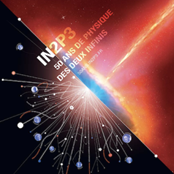 IN2P3
50 ANS DE PHYSIQUE
DES DEUX INFINIS